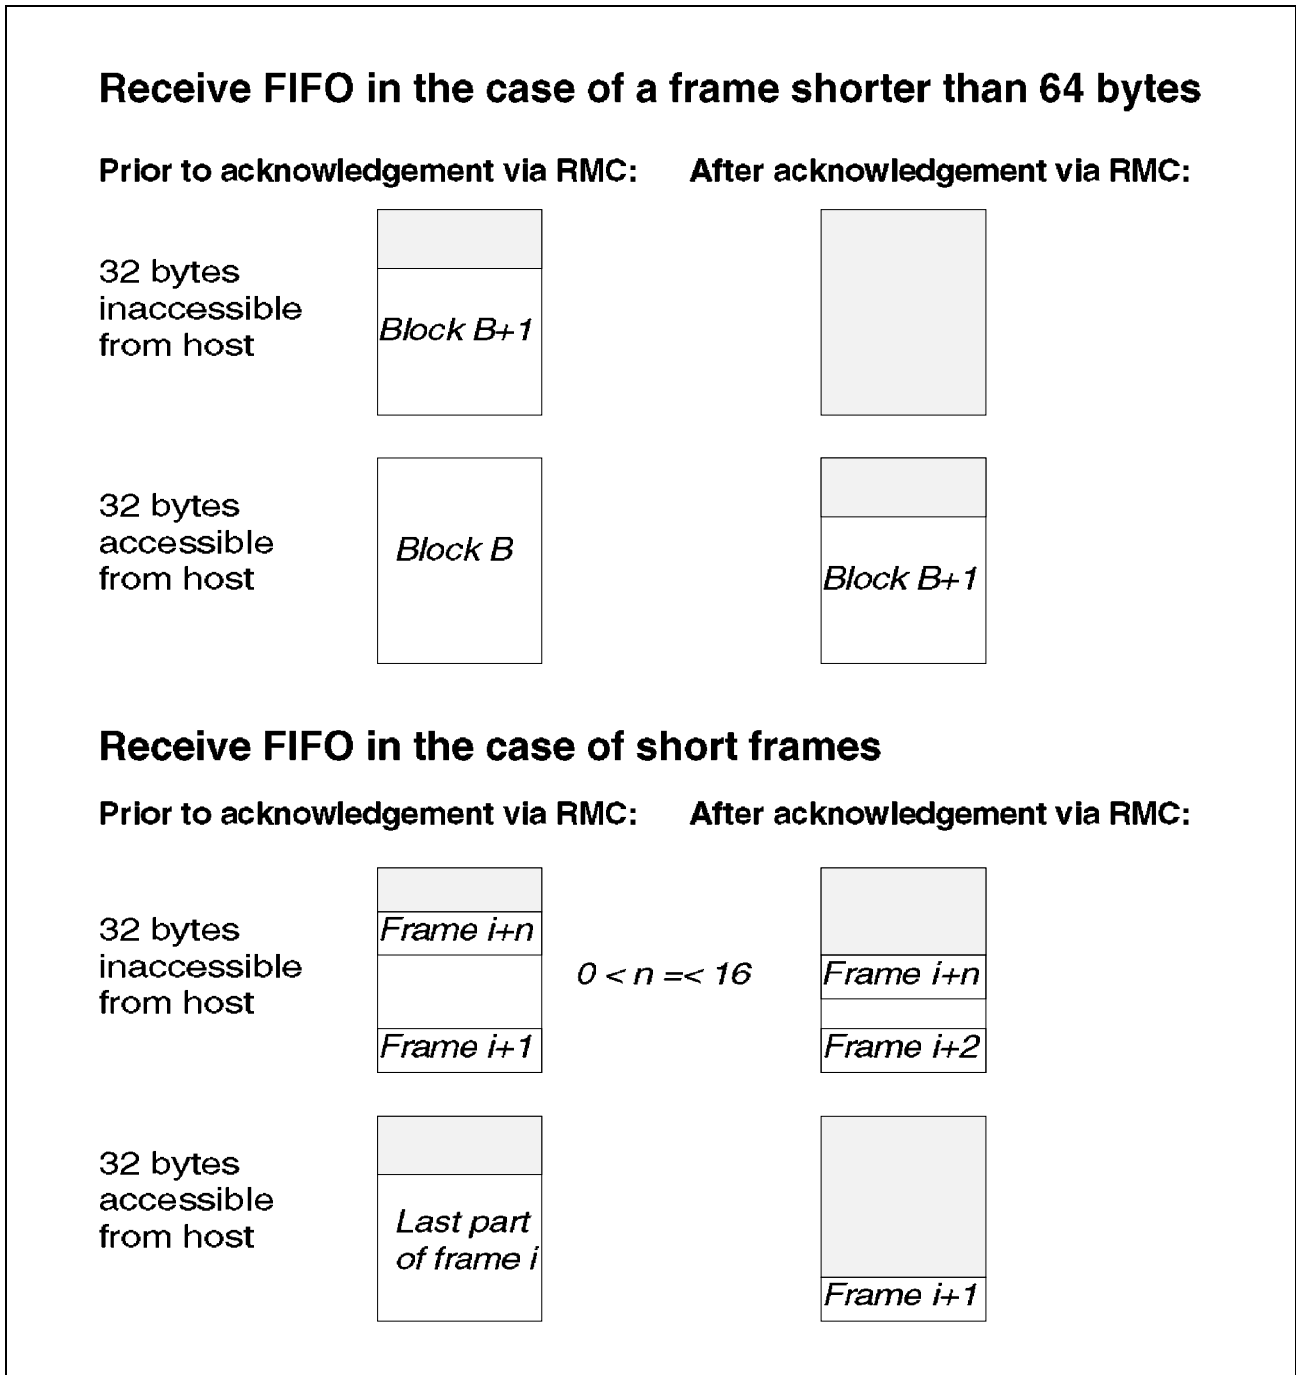 Receive FIFO in the case of a frame shorter than 64 bytes
Prior to acknowledgement via RMC: After acknowledgement via RMC:
32 bytes
inaccessible
from host
Block B+1
32 bytes
accessible
from host
Block B
Block B+1
Receive FIFO in the case of short frames
Prior to acknowledgement via RMC: After acknowledgement via RMC:
32 bytes
inaccessible
from host
Frame i+n
Frame i+1
0 < n =< 16
Frame i+n
Frame i+2
32 bytes
accessible
from host
Last part
of frame i
Frame i+1